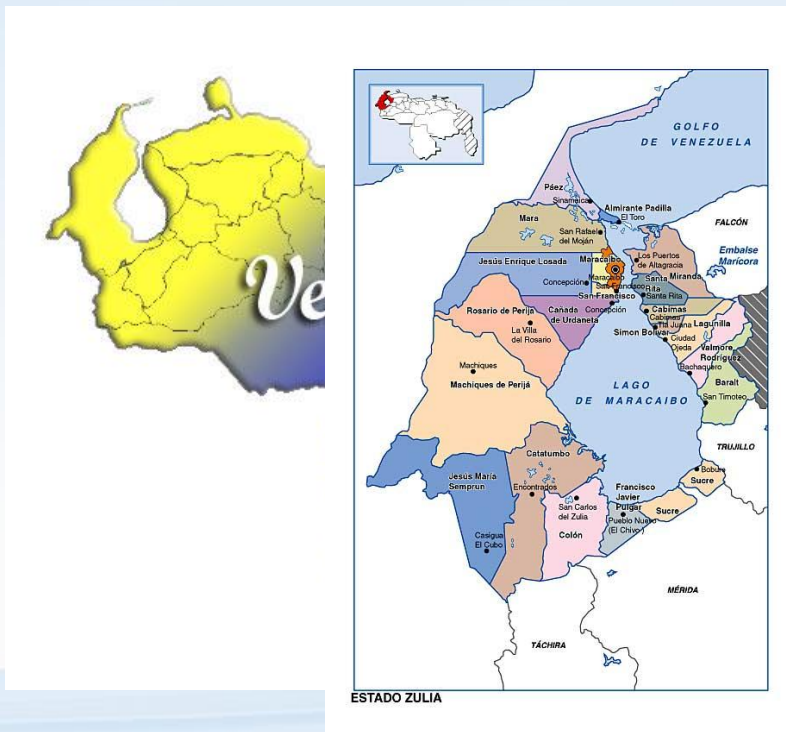 Ve
GOLFO
DE VENEZUELA
Páez
Sinamaica
Almirante Padilla
El Toro
Mara
San Rafael
del Moján
FALCÓN
Embalse
Marícora
Los Puertos
de Altagracia
Miranda
Jesús Enrique Losada
Maracaibo
Maracaibo
Concepción
San Francisco
San Francisco
Santa
Rita
Santa Rita
Rosario de Perijá
La Villa
del Rosario
Cañada
de Urdaneta
Concepción
Cabimas
Cabimas
Tía Juana
Lagunilla
Simon Bolívar
Ciudad
Ojeda
Valmore
Rodríguez
Bachaquero
Baralt
San Timoteo
Machiques
Machiques de Perijá
LAGO
DE MARACAIBO
TRUJILLO
Catatumbo
Jesús María
Semprun
Encontrados
Casigua
El Cubo
San Carlos
del Zulia
Colón
Francisco
Javier
Pulgar
Pueblo Nuevo
(El Chivo)
Sucre
Bobure
Sucre
MÉRIDA
TÁCHIRA
ESTADO ZULIA